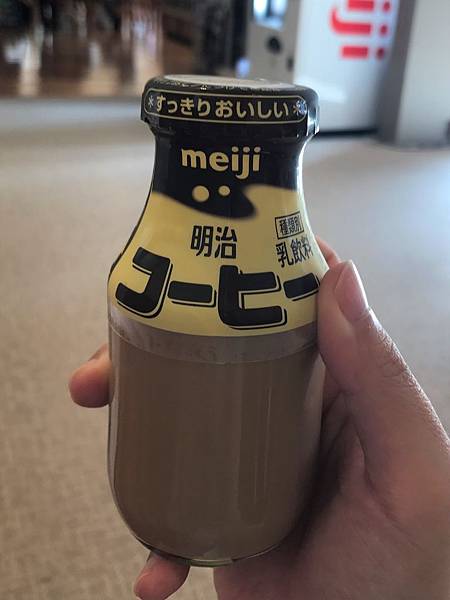 すっきりおいしい
meiji
明治
種類別
乳飲料
コーヒー
iji